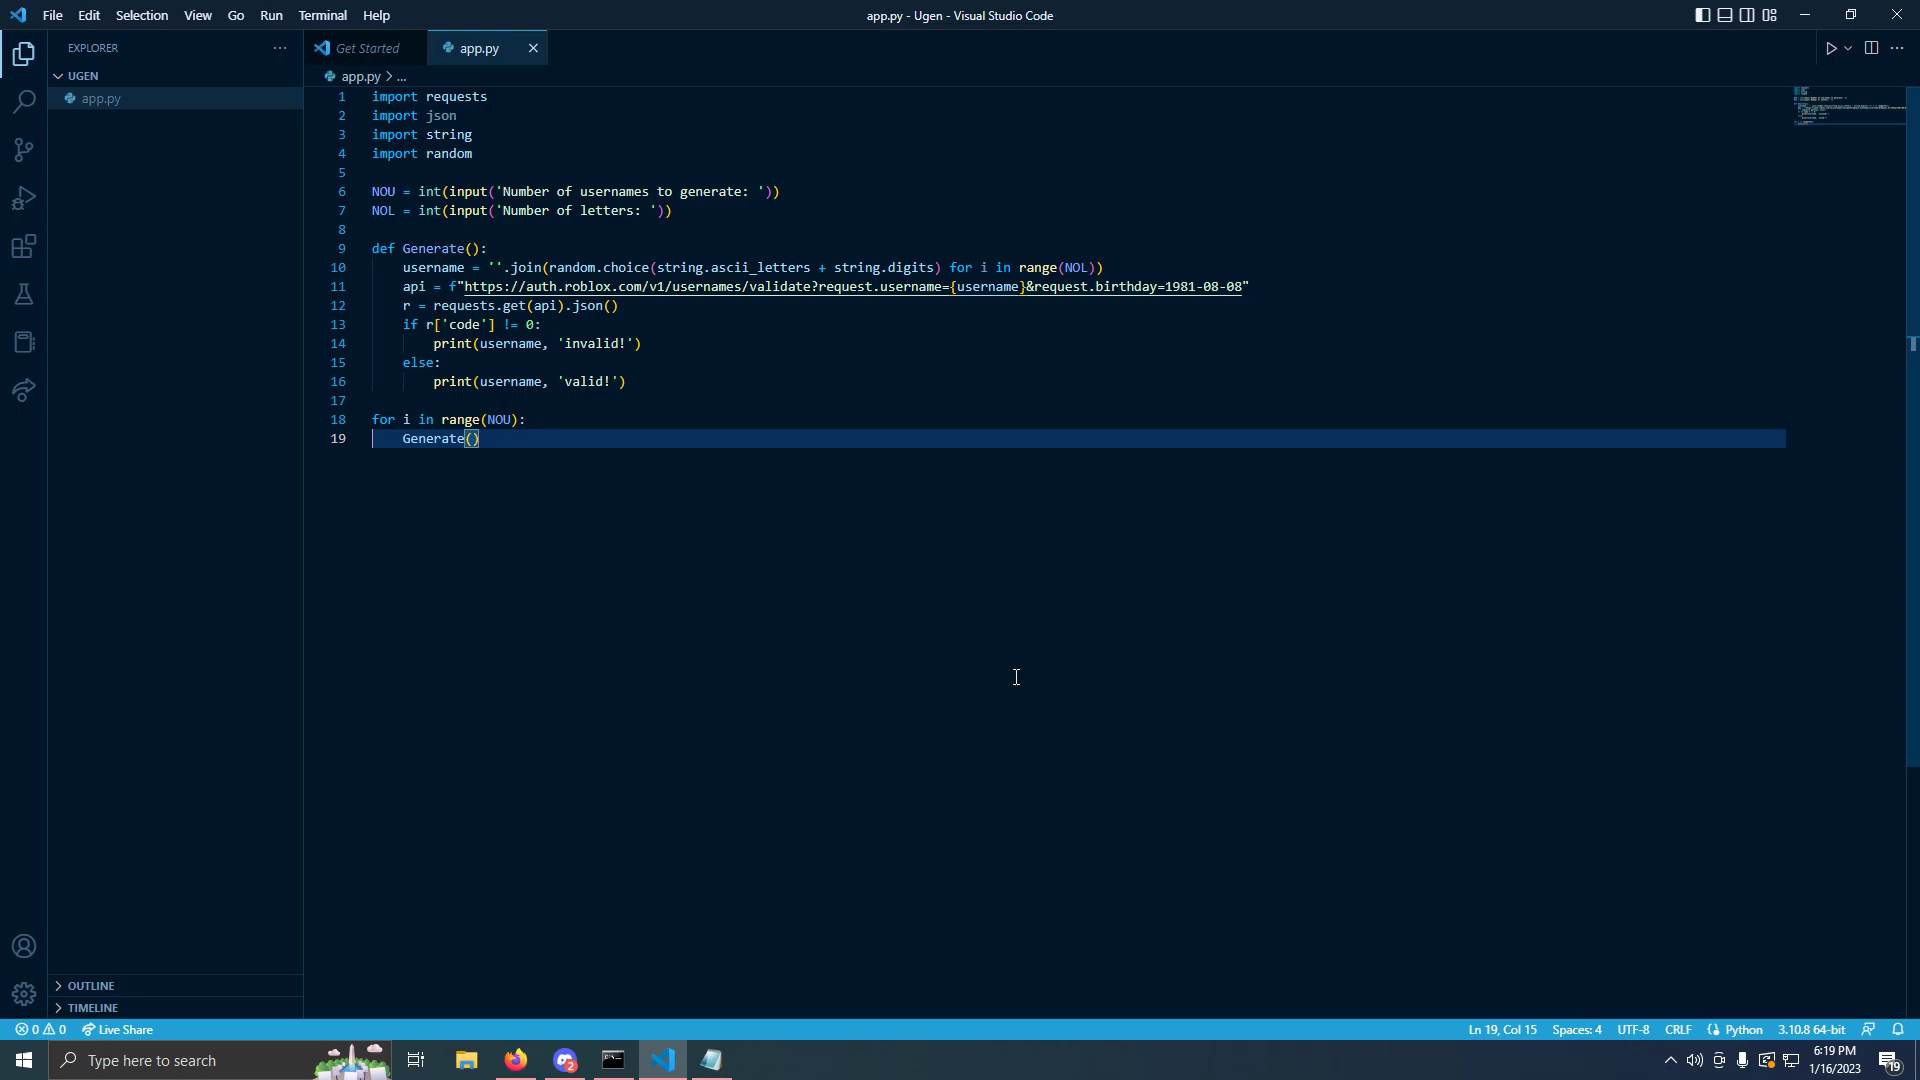 File Edit Selection View Go Run Terminal Help
app.py - Ugen - Visual Studio Code
EXPLORER
Get Started
app.py
UGEN
app.py > ...
app.py
1 import requests
2 import json
3 import string
4 import random
5
6 NOU = int(input('Number of usernames to generate: '))
7 NOL = int(input('Number of letters: '))
8
9 def Generate():
10 username = ''.join(random.choice(string.ascii_letters + string.digits) for i in range(NOL))
11 api = f"https://auth.roblox.com/v1/usernames/validate?request.username={username}&request.birthday=1981-08-08"
12 r = requests.get(api).json()
13 if r['code'] != 0:
14 print(username, 'invalid!')
15 else:
16 print(username, 'valid!')
17
18 for i in range(NOU):
19 Generate()
OUTLINE
TIMELINE
0 0 Live Share
Ln 19, Col 15 Spaces: 4 UTF-8 CRLF Python 3.10.8 64-bit
Type here to search
2
6:19 PM
1/16/2023
19